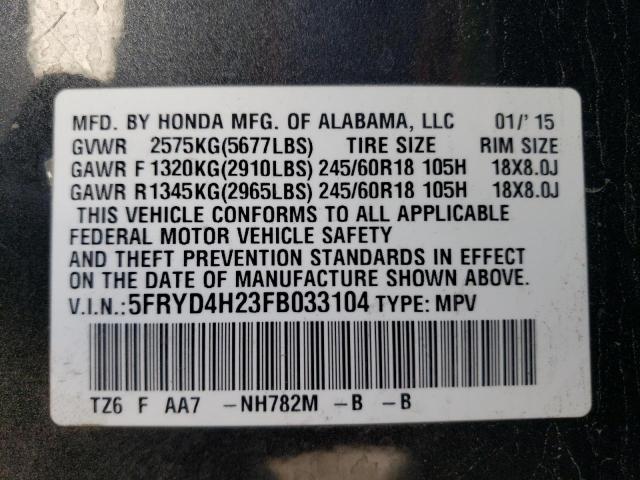 MFD. BY HONDA MFG. OF ALABAMA, LLC 01/'15
GVWR 2575KG(5677LBS) TIRE SIZE RIM SIZE
GAWR F 1320KG(2910LBS) 245/60R18 105H 18X8.0J
GAWR R 1345KG(2965LBS) 245/60R18 105H 18X8.0J
THIS VEHICLE CONFORMS TO ALL APPLICABLE
FEDERAL MOTOR VEHICLE SAFETY
AND THEFT PREVENTION STANDARDS IN EFFECT
ON THE DATE OF MANUFACTURE SHOWN ABOVE.
V.I.N.:5FRYD4H23FB033104 TYPE: MPV
TZ6 F AA7 -NH782M -B -B